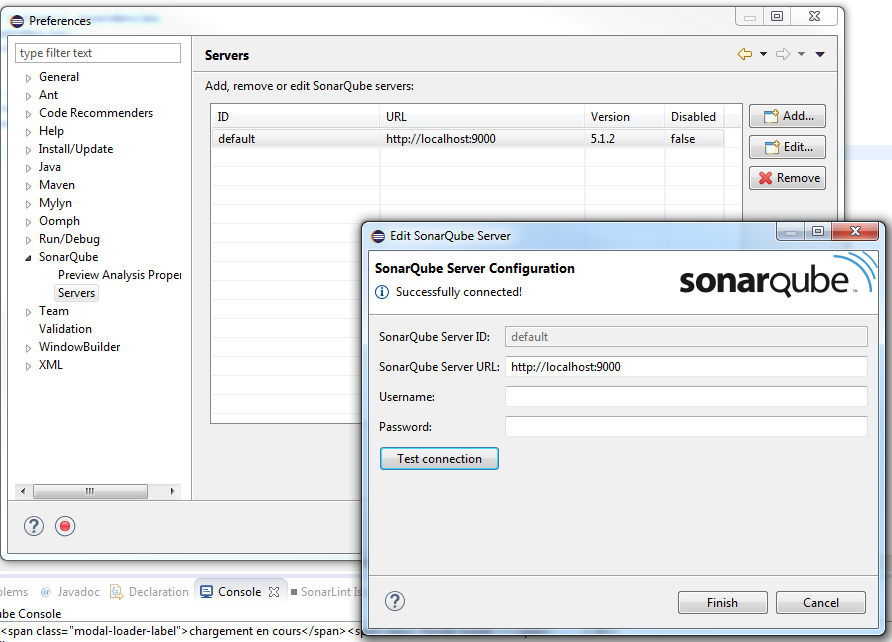 Preferences
type filter text
Servers
General
Ant
Code Recommenders
Help
Install/Update
Java
Maven
Mylyn
Oomph
Run/Debug
SonarQube
Preview Analysis Proper
Servers
Team
Validation
WindowBuilder
XML
Add, remove or edit SonarQube servers:
ID URL Version Disabled
default http://localhost:9000 5.1.2 false
Add...
Edit...
Remove
Edit SonarQube Server
SonarQube Server Configuration
sonarqube™
Successfully connected!
SonarQube Server ID: default
SonarQube Server URL: http://localhost:9000
Username:
Password:
Test connection
Finish Cancel
blems @ Javadoc Declaration Console SonarLint Is
ube Console
<span class="modal-loader-label">chargement en cours</span><